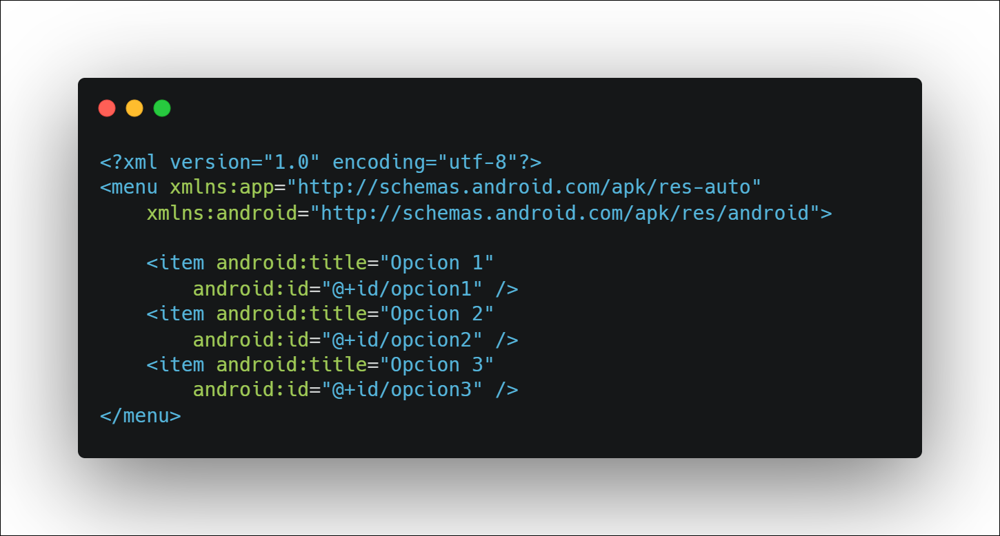 <?xml version="1.0" encoding="utf-8"?>
<menu xmlns:app="http://schemas.android.com/apk/res-auto"
    xmlns:android="http://schemas.android.com/apk/res/android">

    <item android:title="Opcion 1"
        android:id="@+id/opcion1" />
    <item android:title="Opcion 2"
        android:id="@+id/opcion2" />
    <item android:title="Opcion 3"
        android:id="@+id/opcion3" />
</menu>